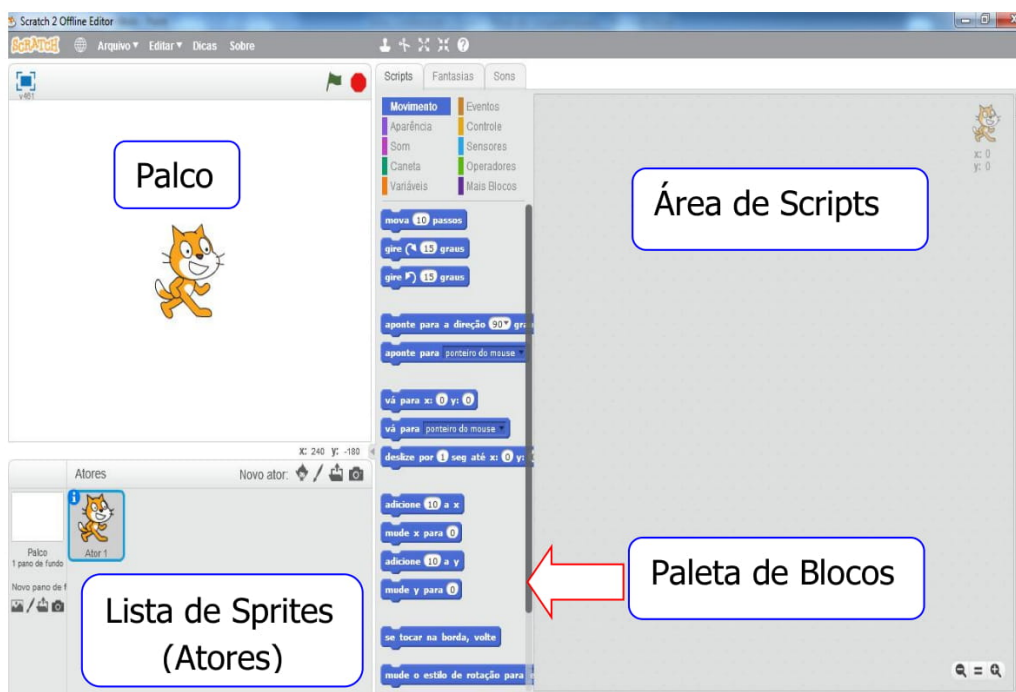 Scratch 2 Offline Editor
SCRATCH Arquivo Editar Dicas Sobre
v461
Palco
x: 240 y: -180
Atores Novo ator:
Palco
1 pano de fundo
Novo pano de f
Ator 1
Lista de Sprites
(Atores)
Scripts Fantasias Sons
Movimento Eventos
Aparência Controle
Som Sensores
Caneta Operadores
Variáveis Mais Blocos
mova 10 passos
gire 15 graus
gire 15 graus
aponte para a direção 90 gra
aponte para ponteiro do mouse
vá para x: 0 y: 0
vá para ponteiro do mouse
deslize por 1 seg até x: 0 y:
adicione 10 a x
mude x para 0
adicione 10 a y
mude y para 0
se tocar na borda, volte
mude o estilo de rotação para
Área de Scripts
x: 0
y: 0
Paleta de Blocos